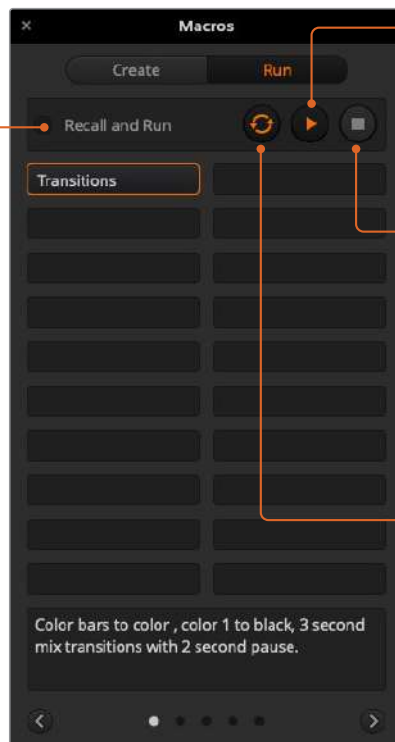 Macros
Create
Run
Recall and Run
Transitions
Color bars to color , color 1 to black, 3 second
mix transitions with 2 second pause.